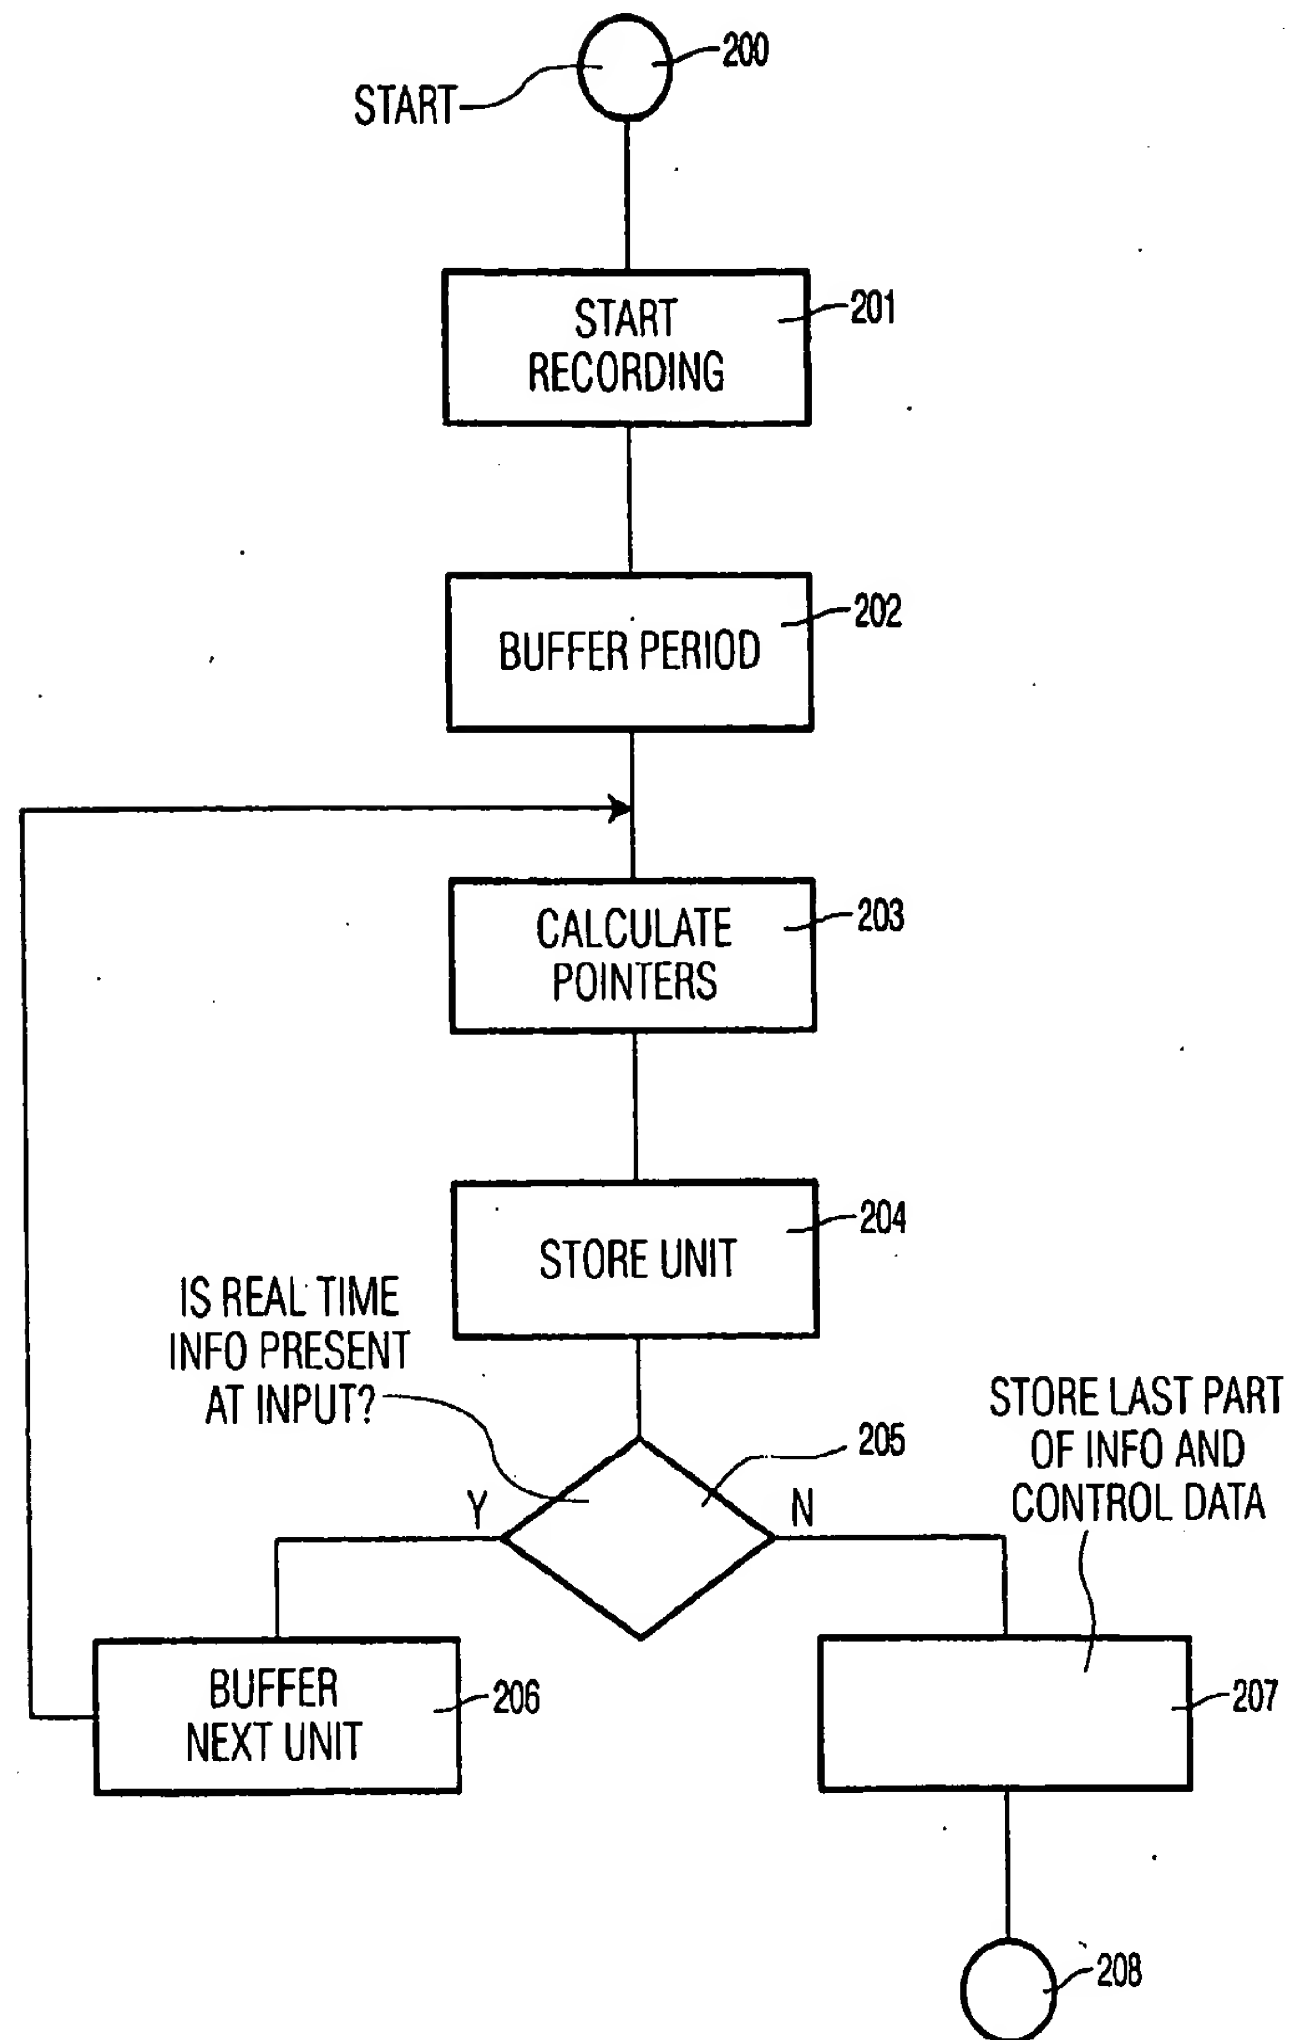 200
START
START
RECORDING
201
BUFFER PERIOD
202
CALCULATE
POINTERS
203
STORE UNIT
204
IS REAL TIME
INFO PRESENT
AT INPUT?
205
Y
N
STORE LAST PART
OF INFO AND
CONTROL DATA
BUFFER
NEXT UNIT
206
207
208